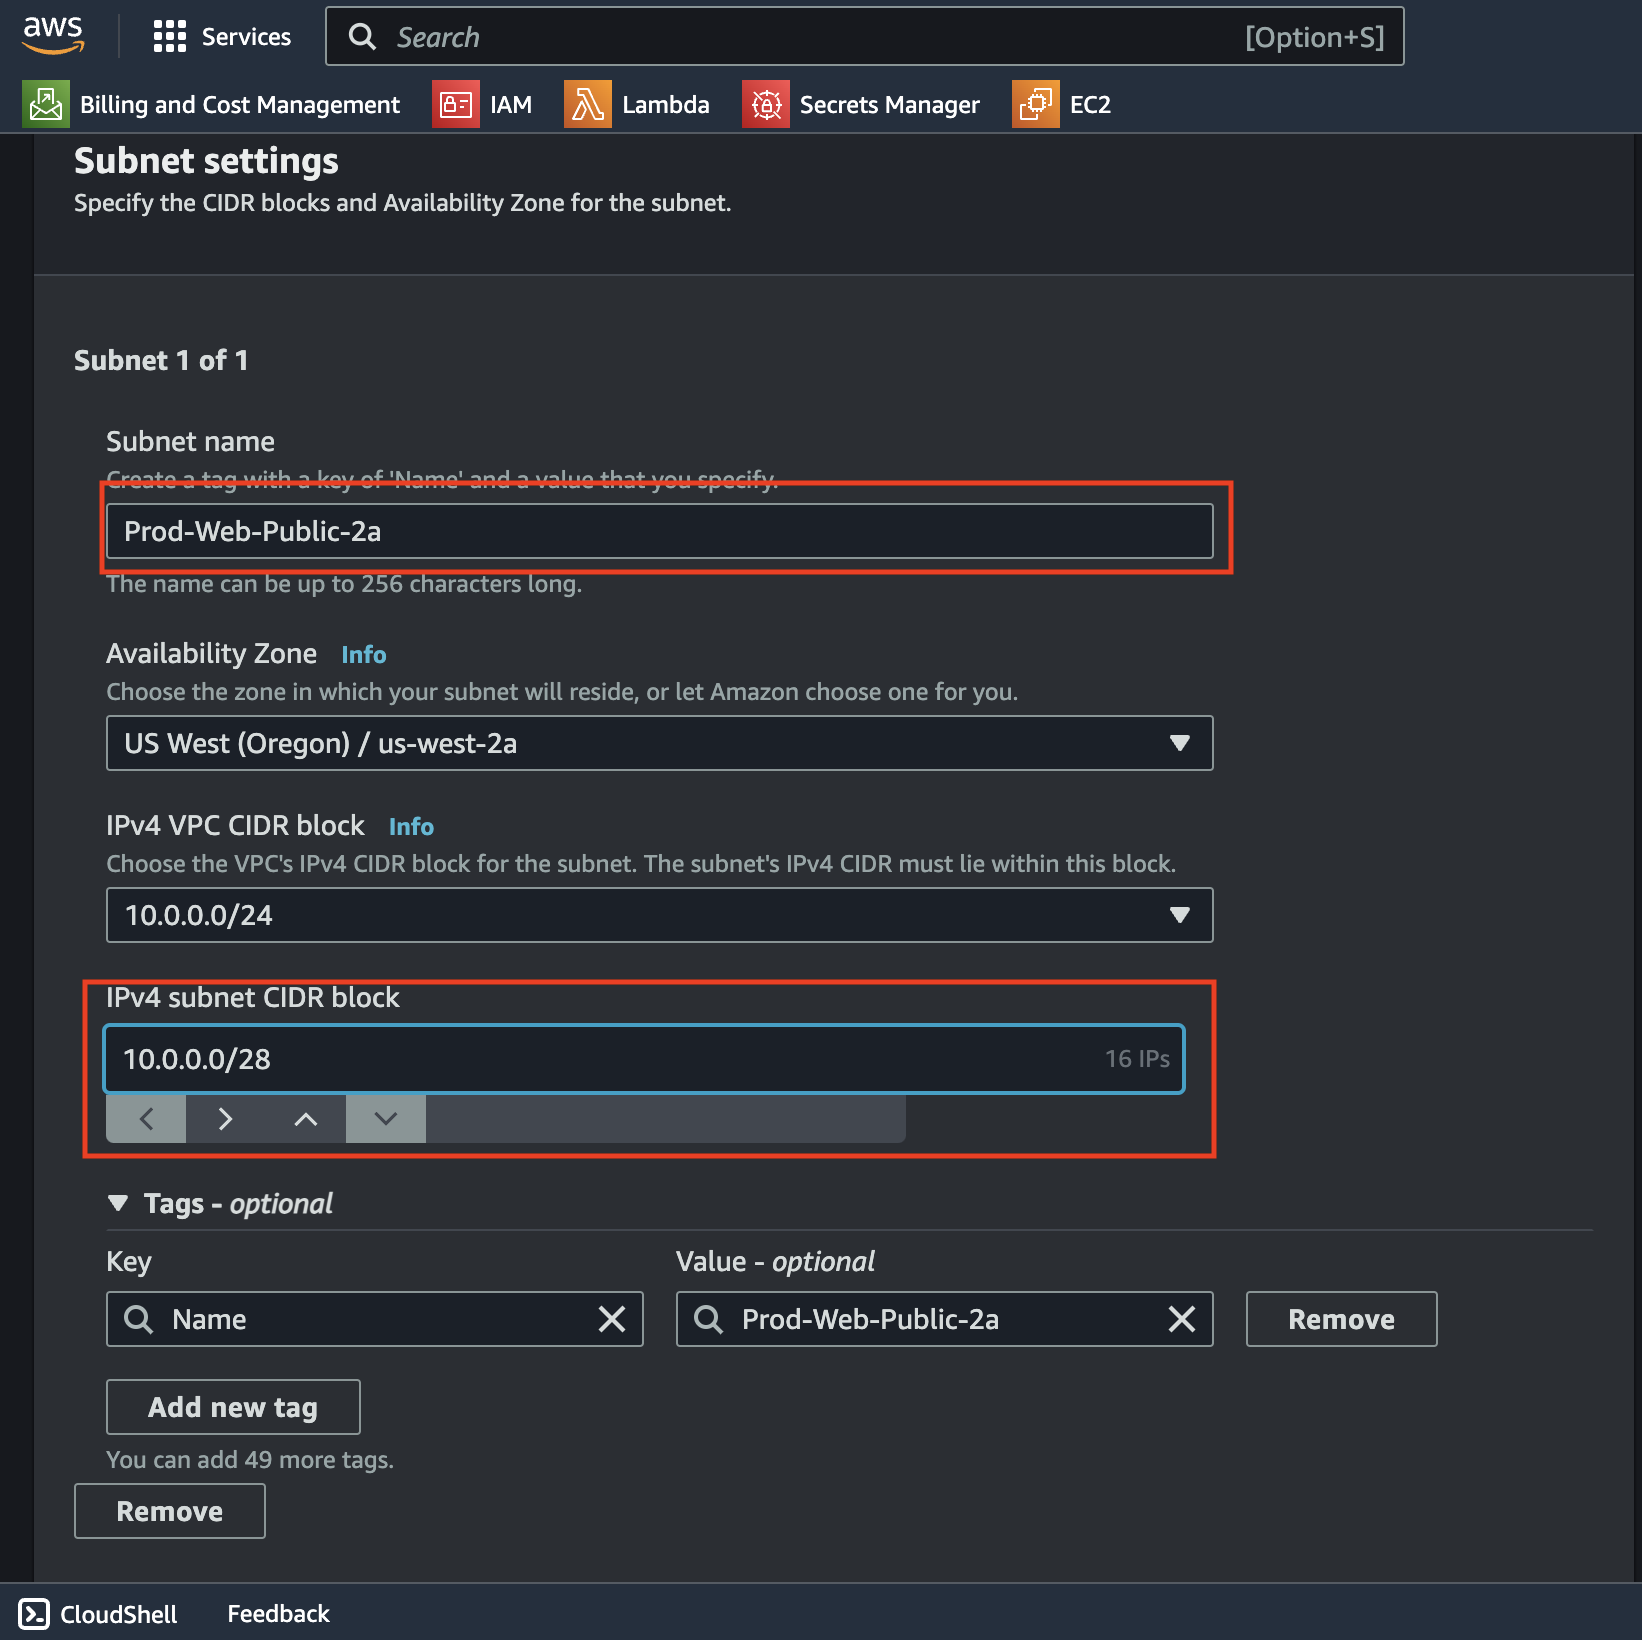 aws Services Search [Option+S]
Billing and Cost Management IAM Lambda Secrets Manager EC2
Subnet settings
Specify the CIDR blocks and Availability Zone for the subnet.
Subnet 1 of 1
Subnet name
Create a tag with a key of 'Name' and a value that you specify.
Prod-Web-Public-2a
The name can be up to 256 characters long.
Availability Zone Info
Choose the zone in which your subnet will reside, or let Amazon choose one for you.
US West (Oregon) / us-west-2a
IPv4 VPC CIDR block Info
Choose the VPC's IPv4 CIDR block for the subnet. The subnet's IPv4 CIDR must lie within this block.
10.0.0.0/24
IPv4 subnet CIDR block
10.0.0.0/28 16 IPs
Tags - optional
Key Value - optional
Name Prod-Web-Public-2a Remove
Add new tag
You can add 49 more tags.
Remove
CloudShell Feedback